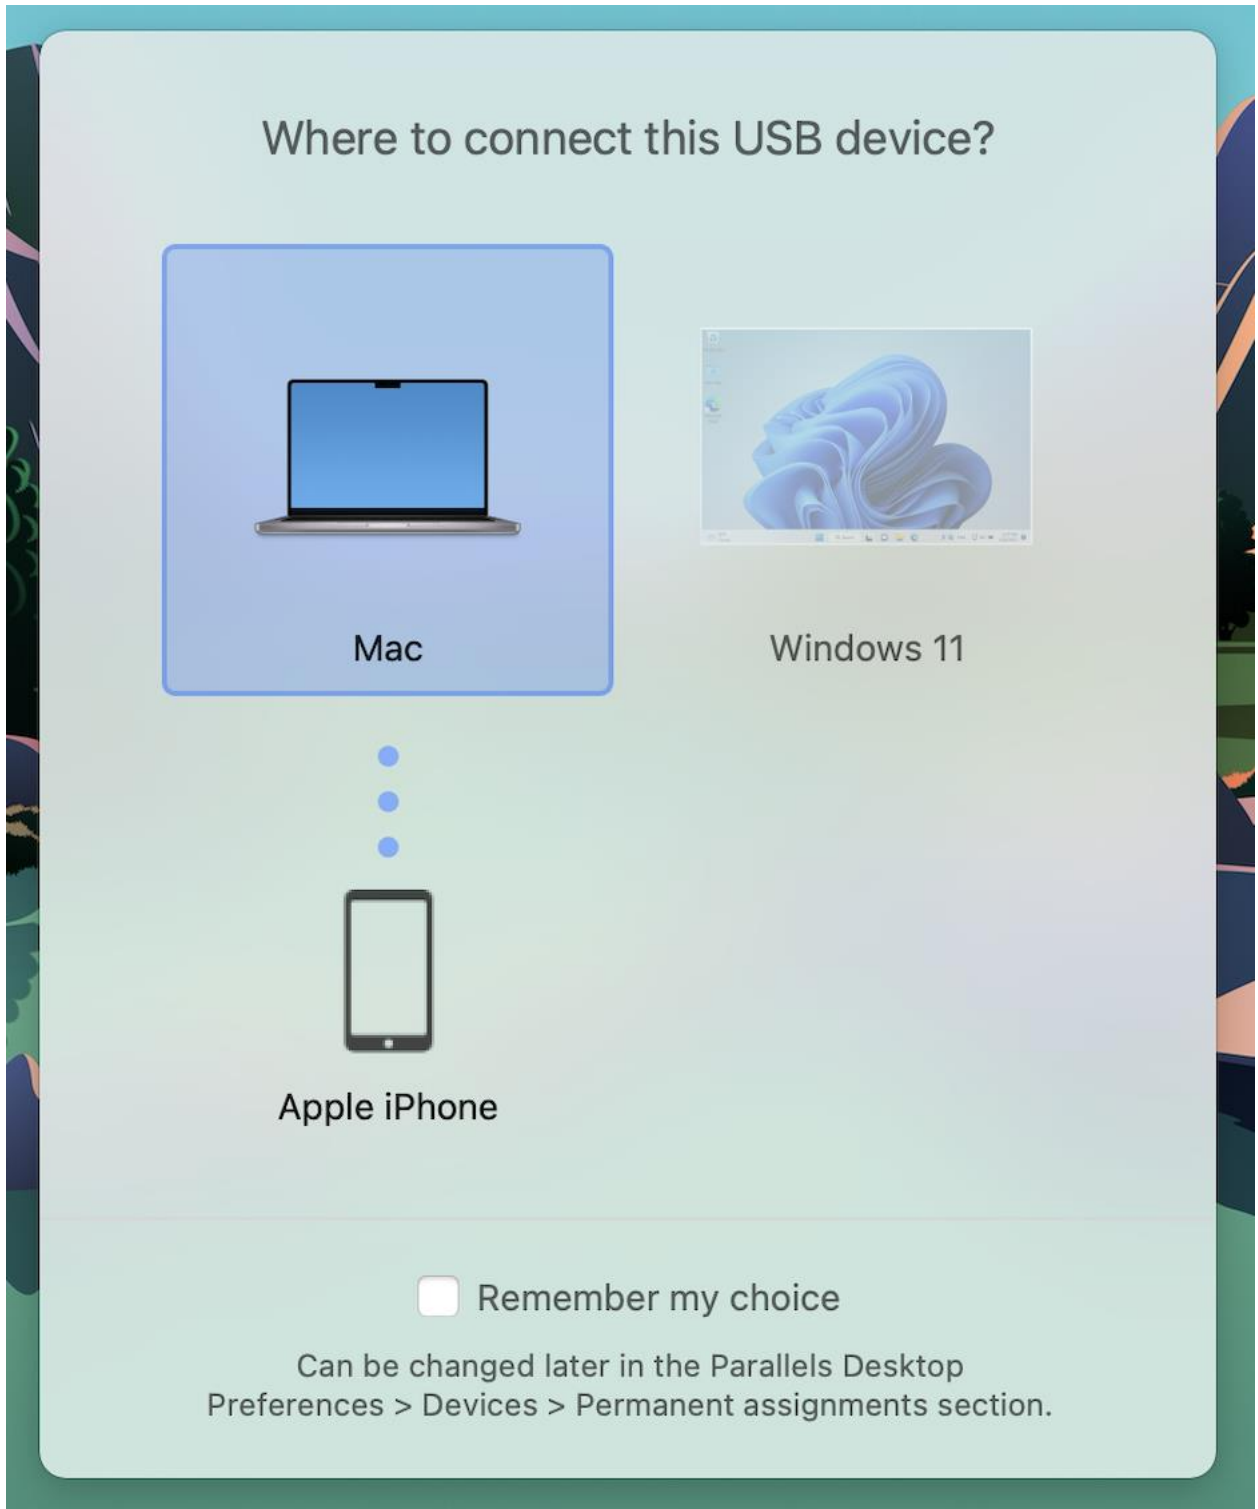 Where to connect this USB device?
Mac
Windows 11
Apple iPhone
Remember my choice
Can be changed later in the Parallels Desktop
Preferences > Devices > Permanent assignments section.